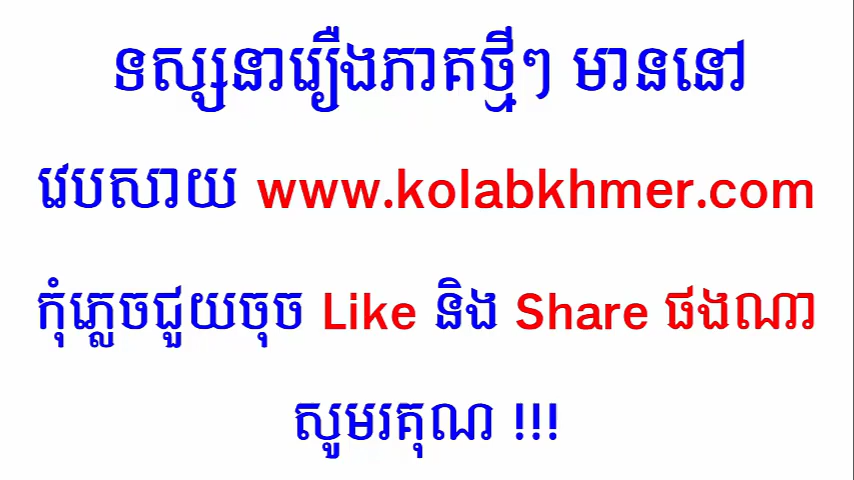 ទស្សនារឿងភាគថ្មីៗ មាននៅ
វេបសាយ www.kolabkhmer.com
កុំភ្លេចជួយចុច Like និង Share ផងណា
សូមរគុណ !!!